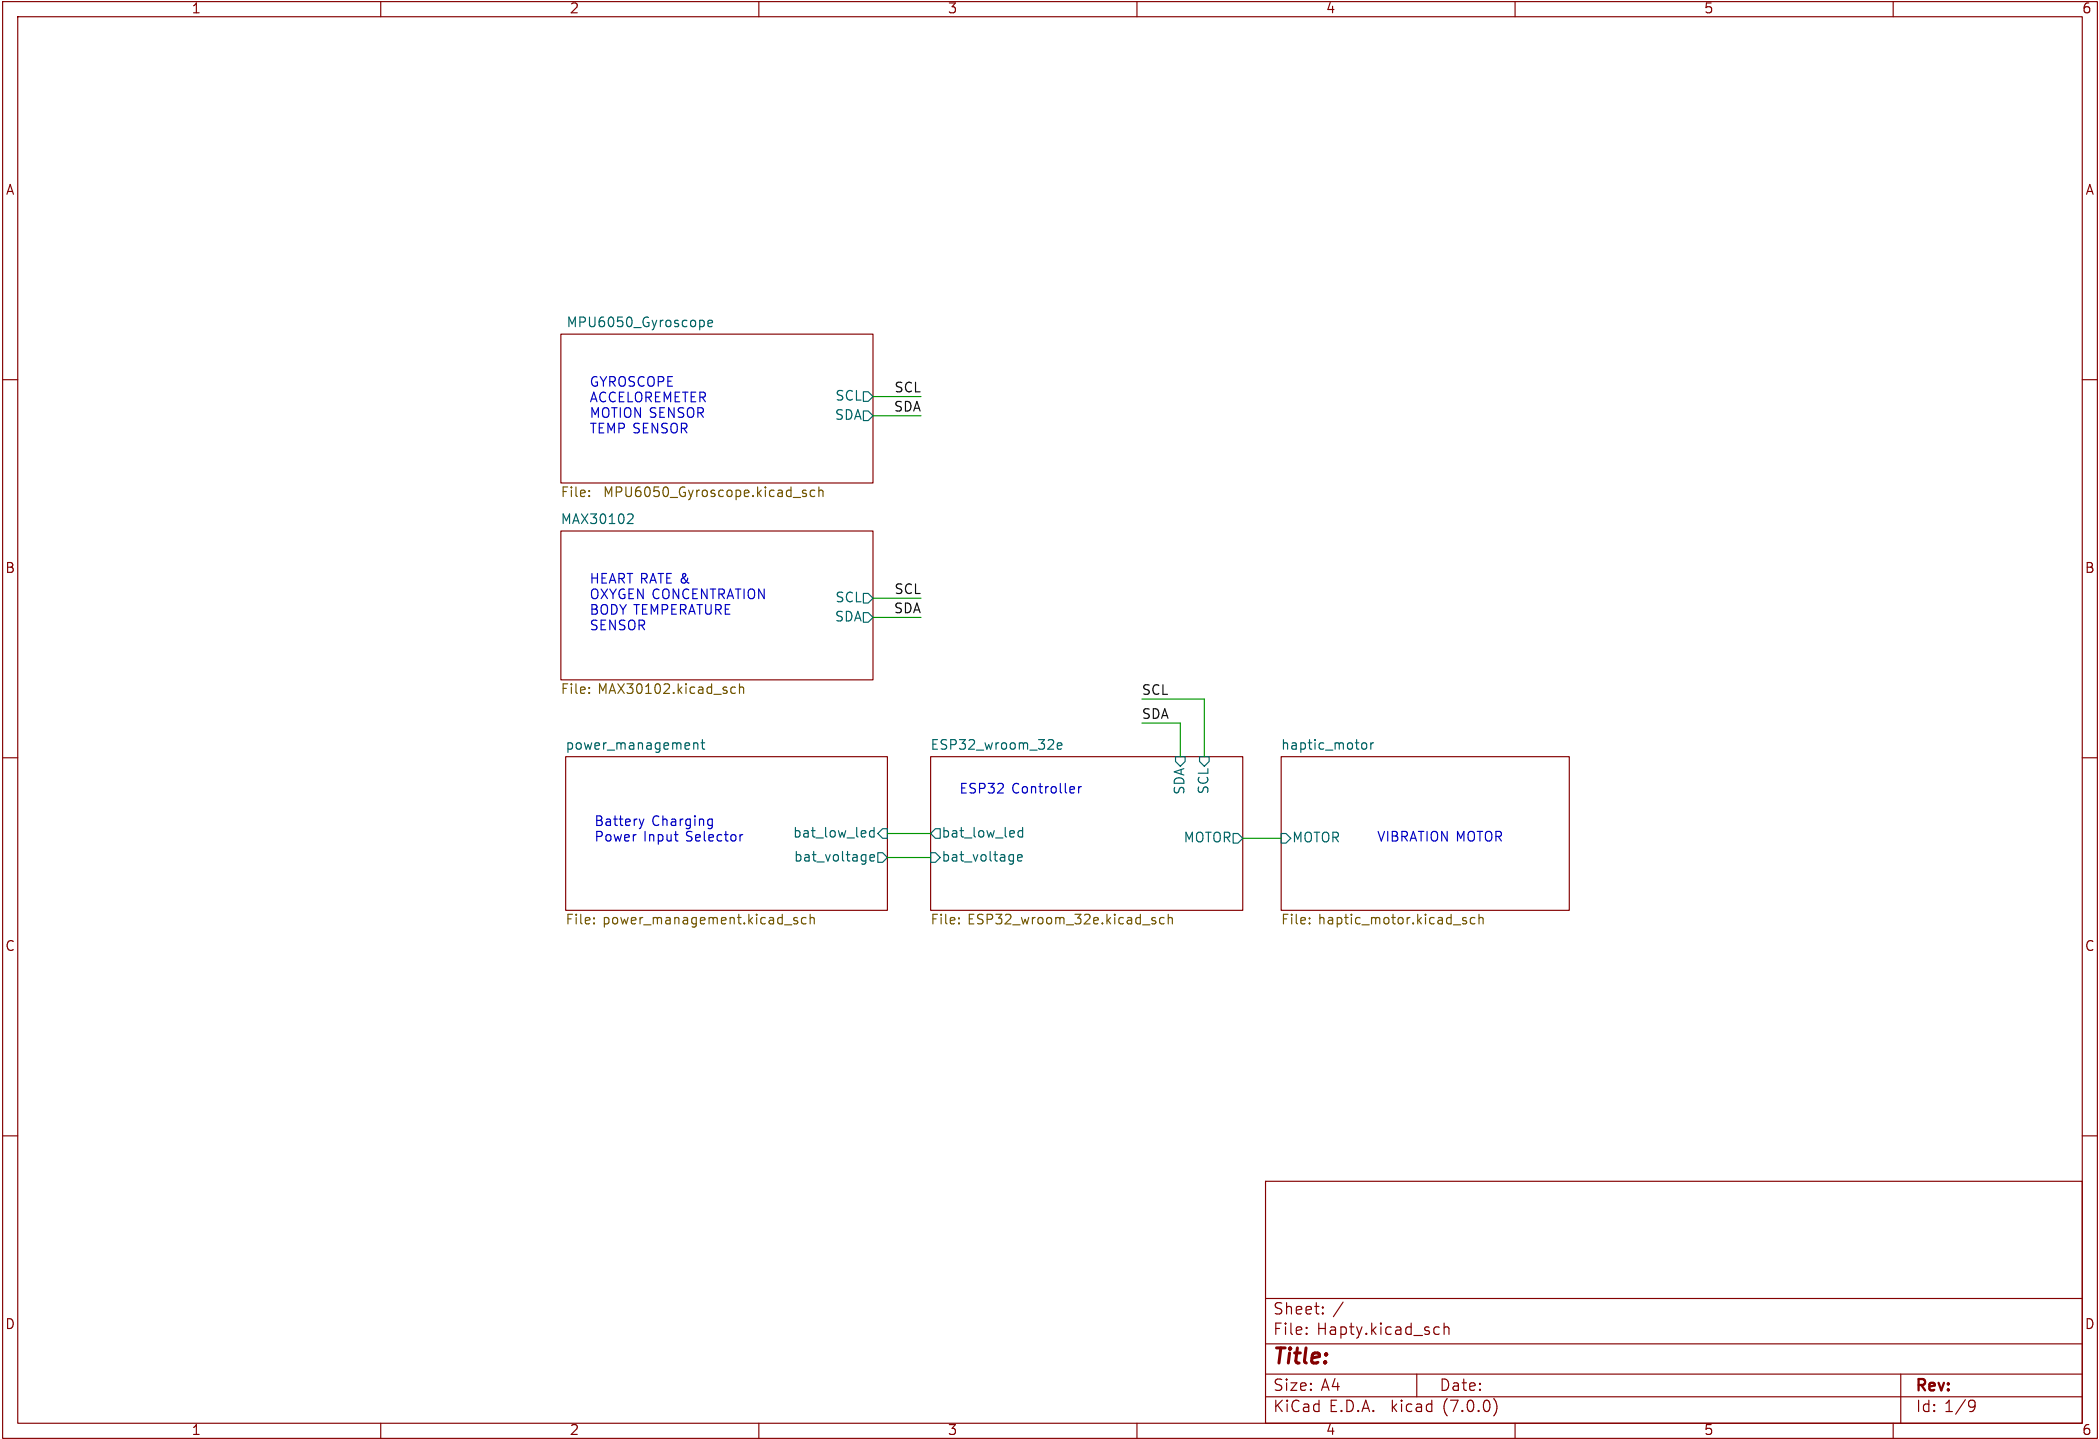 1 2 3 4 5 6
A A
MPU6050_Gyroscope
GYROSCOPE
ACCELOREMETER
MOTION SENSOR
TEMP SENSOR
SCL SCL
SDA SDA
File: MPU6050_Gyroscope.kicad_sch
MAX30102
B B
HEART RATE &
OXYGEN CONCENTRATION
BODY TEMPERATURE
SENSOR
SCL SCL
SDA SDA
File: MAX30102.kicad_sch
SCL
SDA
power_management
Battery Charging
Power Input Selector
bat_low_led
bat_voltage
File: power_management.kicad_sch
ESP32_wroom_32e
ESP32 Controller
SDA
SCL
bat_low_led
bat_voltage
MOTOR
File: ESP32_wroom_32e.kicad_sch
haptic_motor
MOTOR
VIBRATION MOTOR
File: haptic_motor.kicad_sch
C C
D D
Sheet: /
File: Hapty.kicad_sch
Title:
Size: A4 Date: Rev:
KiCad E.D.A. kicad (7.0.0) Id: 1/9
1 2 3 4 5 6